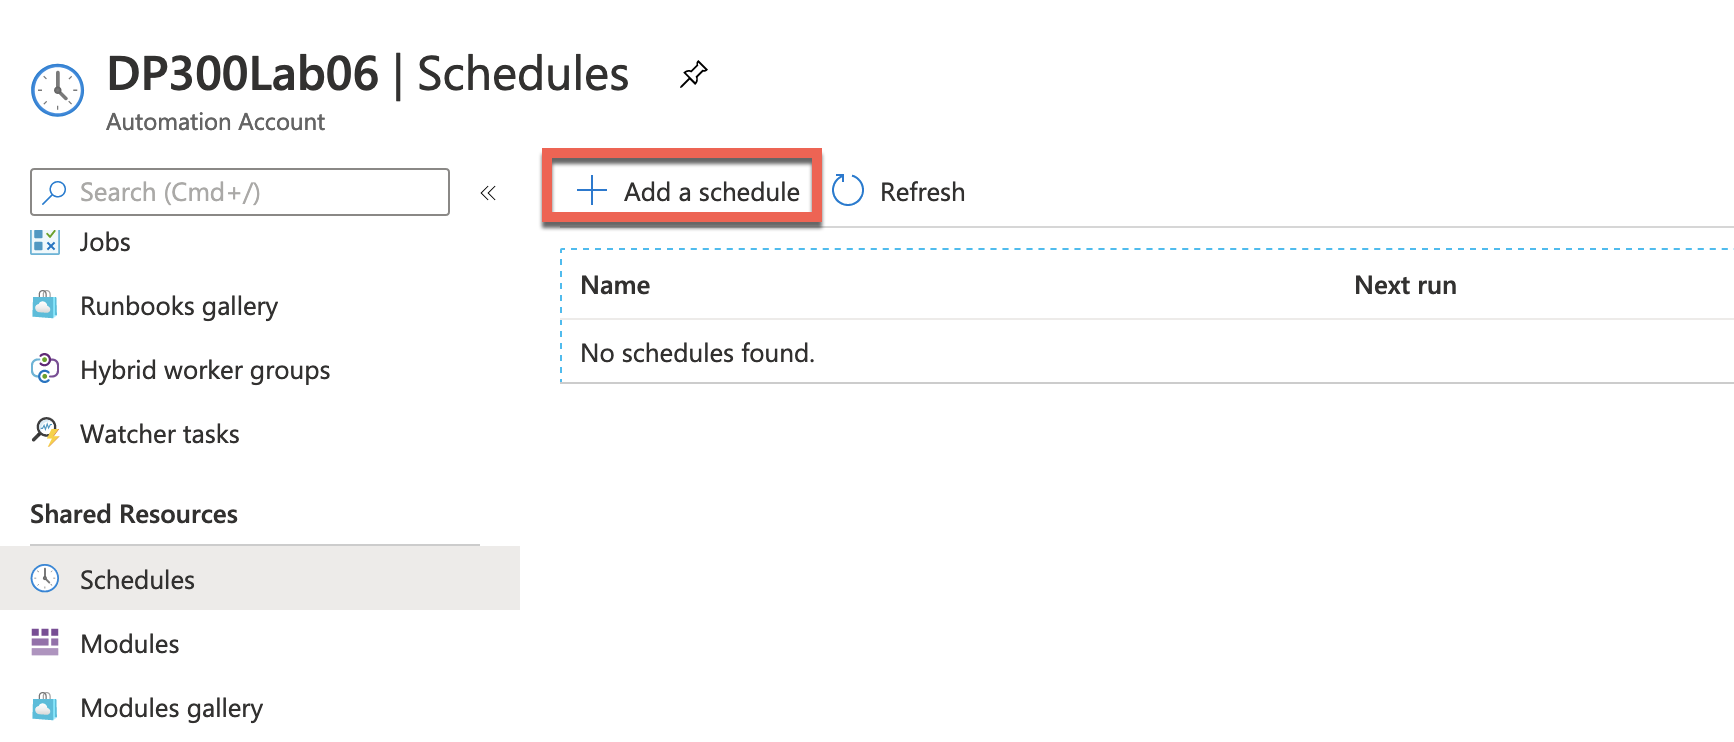 DP300Lab06 | Schedules
Automation Account
Search (Cmd+/)
«
Add a schedule
Refresh
Jobs
Runbooks gallery
Hybrid worker groups
Watcher tasks
Shared Resources
Schedules
Modules
Modules gallery
Name Next run
No schedules found.